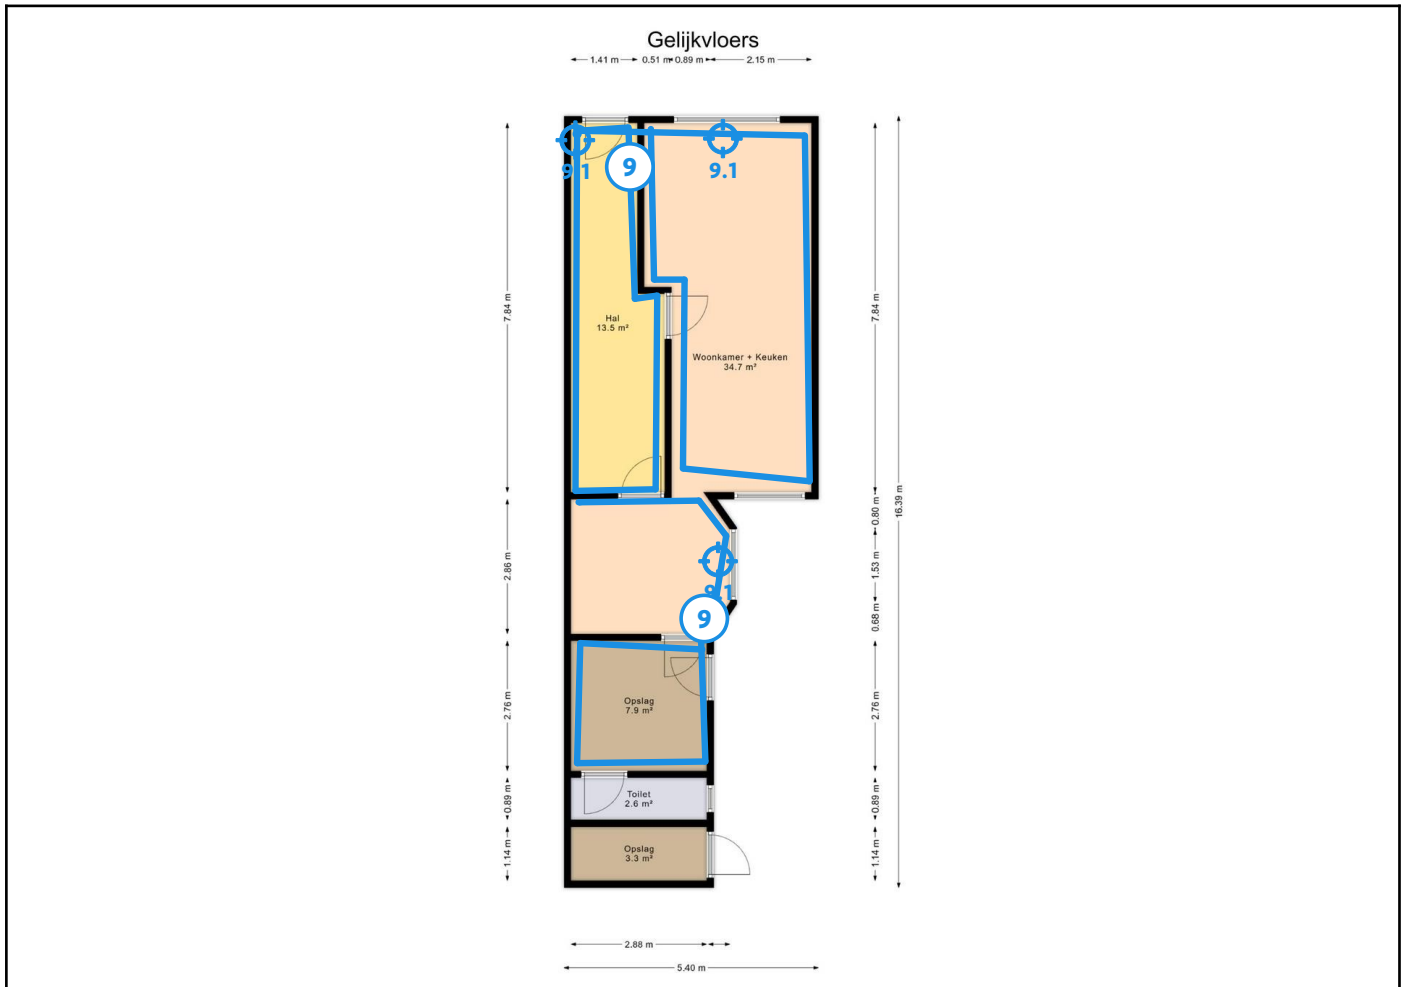 Gelijkvloers
1.41 m
0.51 m
0.89 m
2.15 m
9.1
9
9.1
7.84 m
7.84 m
Hal
13.5 m²
Woonkamer + Keuken
34.7 m²
16.39 m
0.80 m
2.86 m
1.53 m
9.1
9
0.68 m
Opslag
7.9 m²
2.76 m
2.76 m
Toilet
2.6 m²
0.89 m
0.89 m
Opslag
3.3 m²
1.14 m
1.14 m
2.88 m
5.40 m